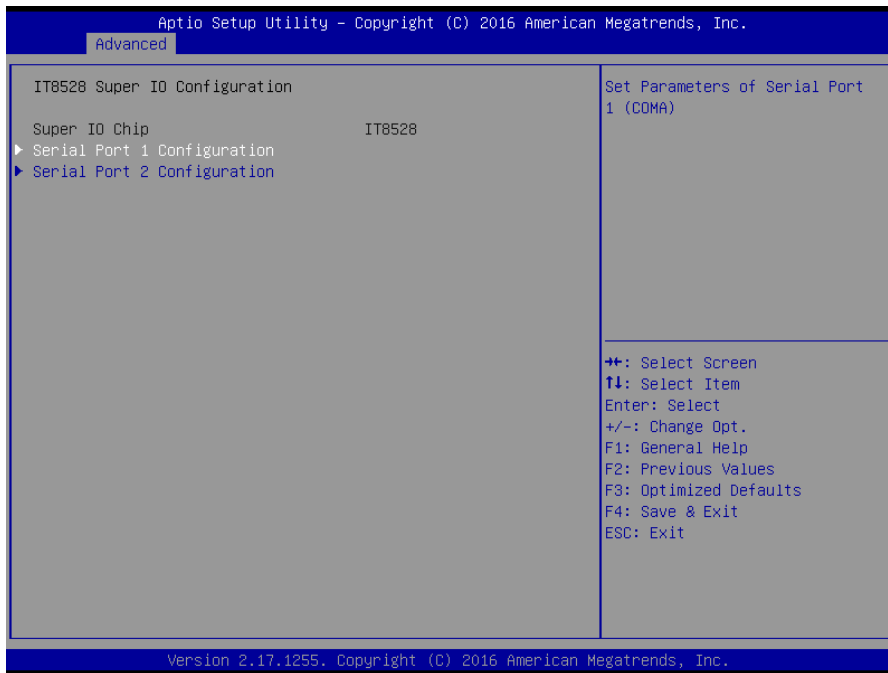 Aptio Setup Utility – Copyright (C) 2016 American Megatrends, Inc.
Advanced
IT8528 Super IO Configuration
Super IO Chip IT8528
▶ Serial Port 1 Configuration
▶ Serial Port 2 Configuration
Set Parameters of Serial Port
1 (COMA)
→←: Select Screen
↑↓: Select Item
Enter: Select
+/-: Change Opt.
F1: General Help
F2: Previous Values
F3: Optimized Defaults
F4: Save & Exit
ESC: Exit
Version 2.17.1255. Copyright (C) 2016 American Megatrends, Inc.